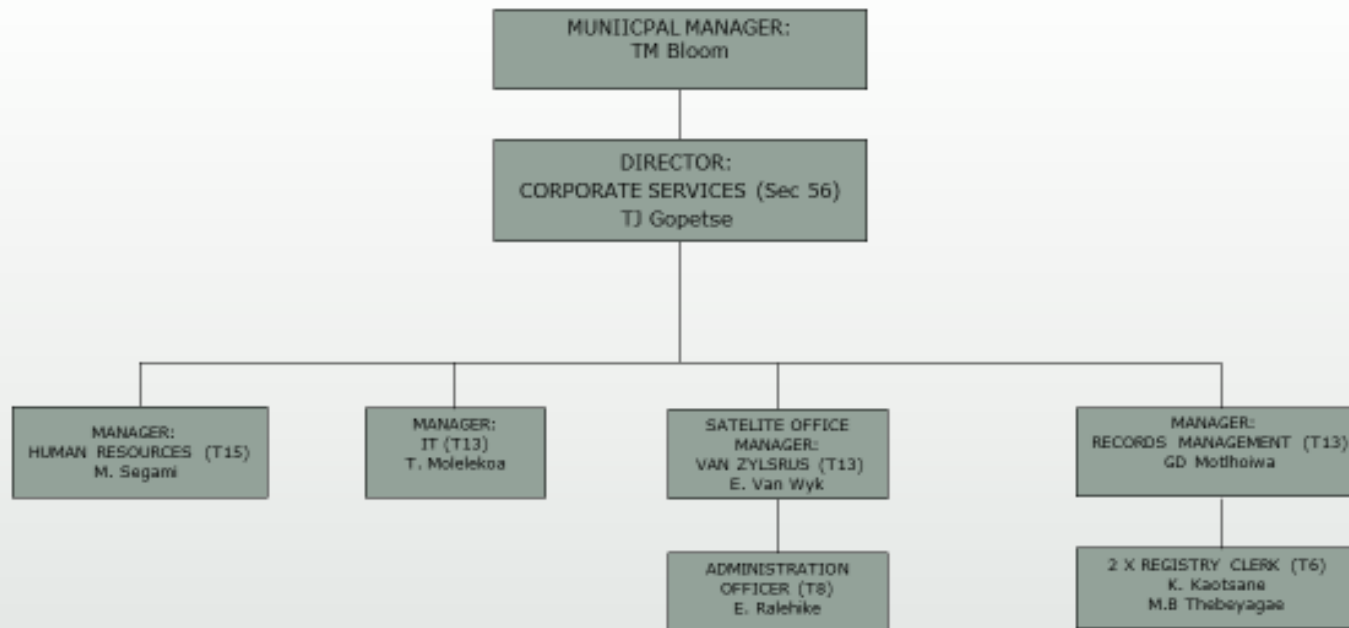 MUNIICPAL MANAGER:
TM Bloom
DIRECTOR:
CORPORATE SERVICES (Sec 56)
TJ Gopetse
MANAGER:
HUMAN RESOURCES (T15)
M. Segami
MANAGER:
IT (T13)
T. Molelekoa
SATELITE OFFICE
MANAGER:
VAN ZYLSRUS (T13)
E. Van Wyk
MANAGER:
RECORDS MANAGEMENT (T13)
GD Motlhoiwa
ADMINISTRATION
OFFICER (T8)
E. Ralehike
2 X REGISTRY CLERK (T6)
K. Kaotsane
M.B Thebeyagae